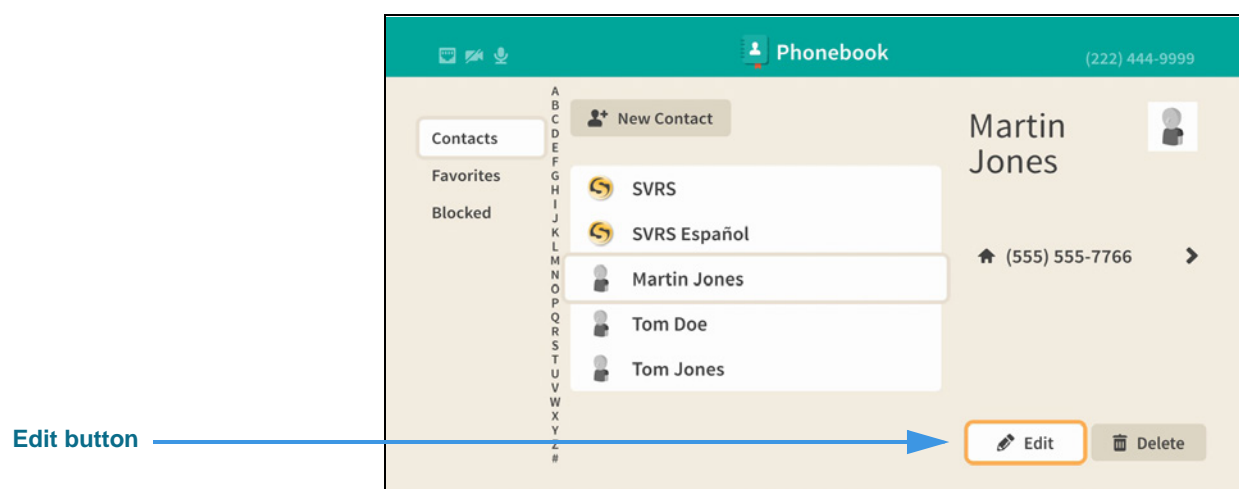 Phonebook
(222) 444-9999
Contacts
Favorites
Blocked
A
B
C
D
E
F
G
H
I
J
K
L
M
N
O
P
Q
R
S
T
U
V
W
X
Y
Z
#
New Contact
SVRS
SVRS Español
Martin Jones
Tom Doe
Tom Jones
Martin
Jones
(555) 555-7766
Edit button
Edit
Delete